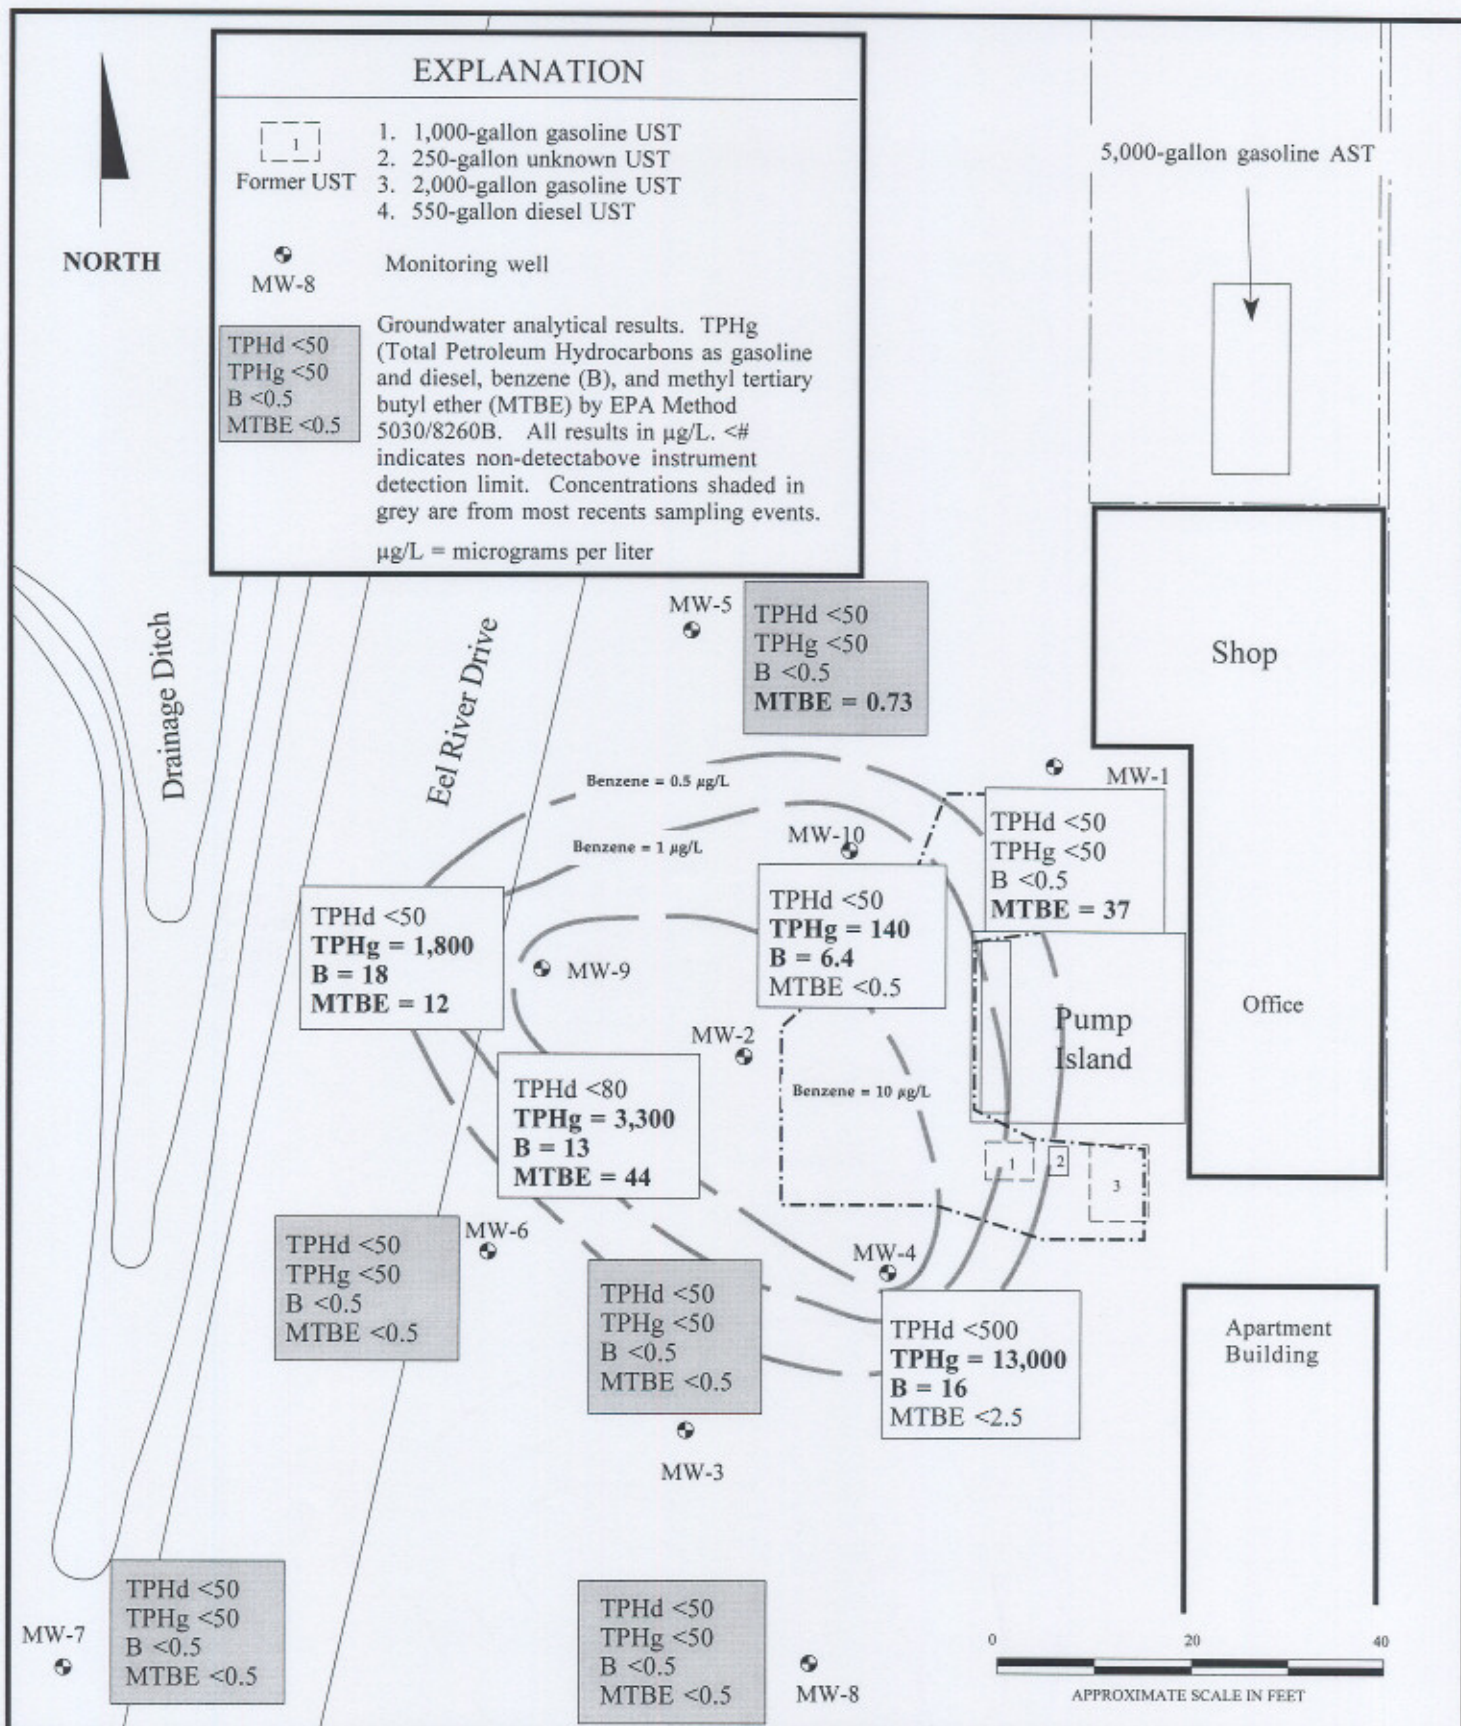 EXPLANATION
1
Former UST
1. 1,000-gallon gasoline UST
2. 250-gallon unknown UST
3. 2,000-gallon gasoline UST
4. 550-gallon diesel UST
MW-8
Monitoring well
TPHd <50
TPHg <50
B <0.5
MTBE <0.5
Groundwater analytical results. TPHg
(Total Petroleum Hydrocarbons as gasoline
and diesel, benzene (B), and methyl tertiary
butyl ether (MTBE) by EPA Method
5030/8260B. All results in µg/L. <#
indicates non-detectabove instrument
detection limit. Concentrations shaded in
grey are from most recents sampling events.
µg/L = micrograms per liter
NORTH
5,000-gallon gasoline AST
Drainage Ditch
Eel River Drive
MW-5
TPHd <50
TPHg <50
B <0.5
MTBE = 0.73
Shop
Benzene = 0.5 µg/L
MW-1
TPHd <50
TPHg <50
B <0.5
MTBE = 37
Benzene = 1 µg/L
MW-10
TPHd <50
TPHg = 140
B = 6.4
MTBE <0.5
TPHd <50
TPHg = 1,800
B = 18
MTBE = 12
MW-9
Office
Pump
Island
MW-2
TPHd <80
TPHg = 3,300
B = 13
MTBE = 44
Benzene = 10 µg/L
1
2
3
MW-6
TPHd <50
TPHg <50
B <0.5
MTBE <0.5
MW-4
TPHd <500
TPHg = 13,000
B = 16
MTBE <2.5
TPHd <50
TPHg <50
B <0.5
MTBE <0.5
MW-3
Apartment
Building
MW-7
TPHd <50
TPHg <50
B <0.5
MTBE <0.5
TPHd <50
TPHg <50
B <0.5
MTBE <0.5
MW-8
0 20 40
APPROXIMATE SCALE IN FEET